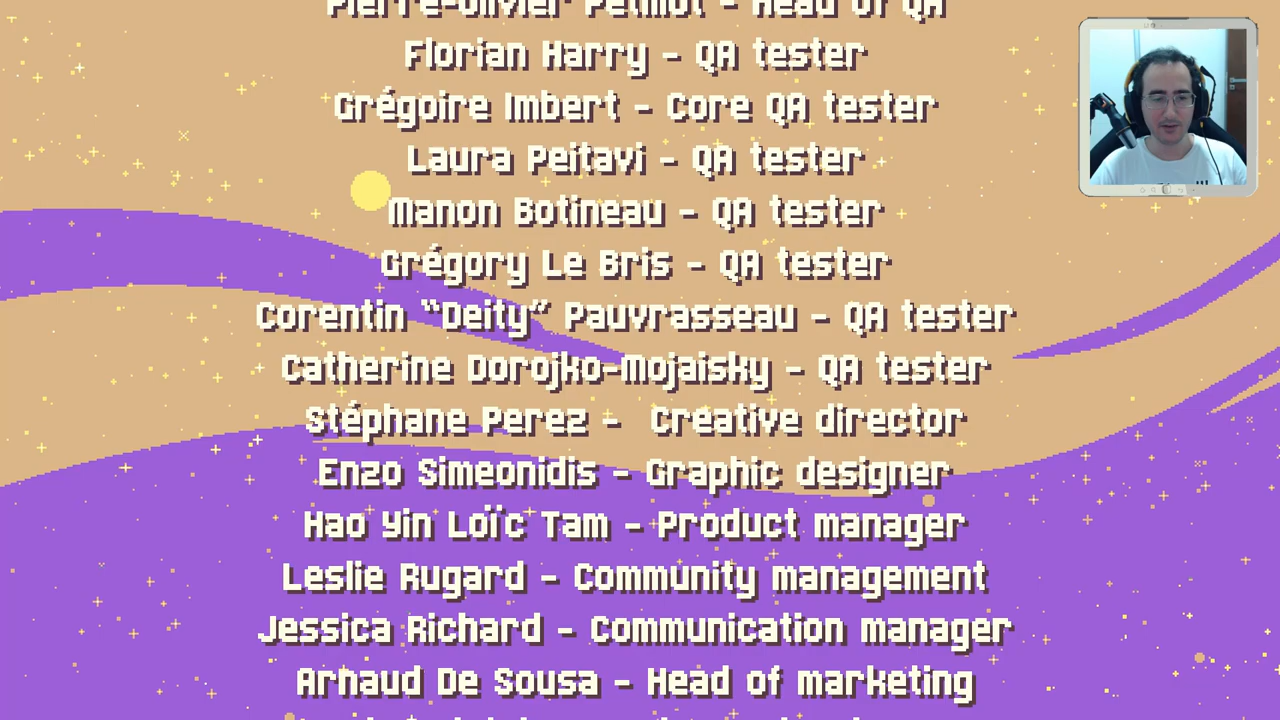 - Head of QA
Florian Harry - QA tester
Grégoire Imbert - Core QA tester
Laura Peitavi - QA tester
Manon Botineau - QA tester
Grégory Le Bris - QA tester
Corentin “Deity” Pauvrasseau - QA tester
Catherine Dorojko-Mojaisky - QA tester
Stéphane Perez -  Creative director
Enzo Simeonidis - Graphic designer
Hao Yin Loïc Tam - Product manager
Leslie Rugard - Community management
Jessica Richard - Communication manager
Arnaud De Sousa - Head of marketing